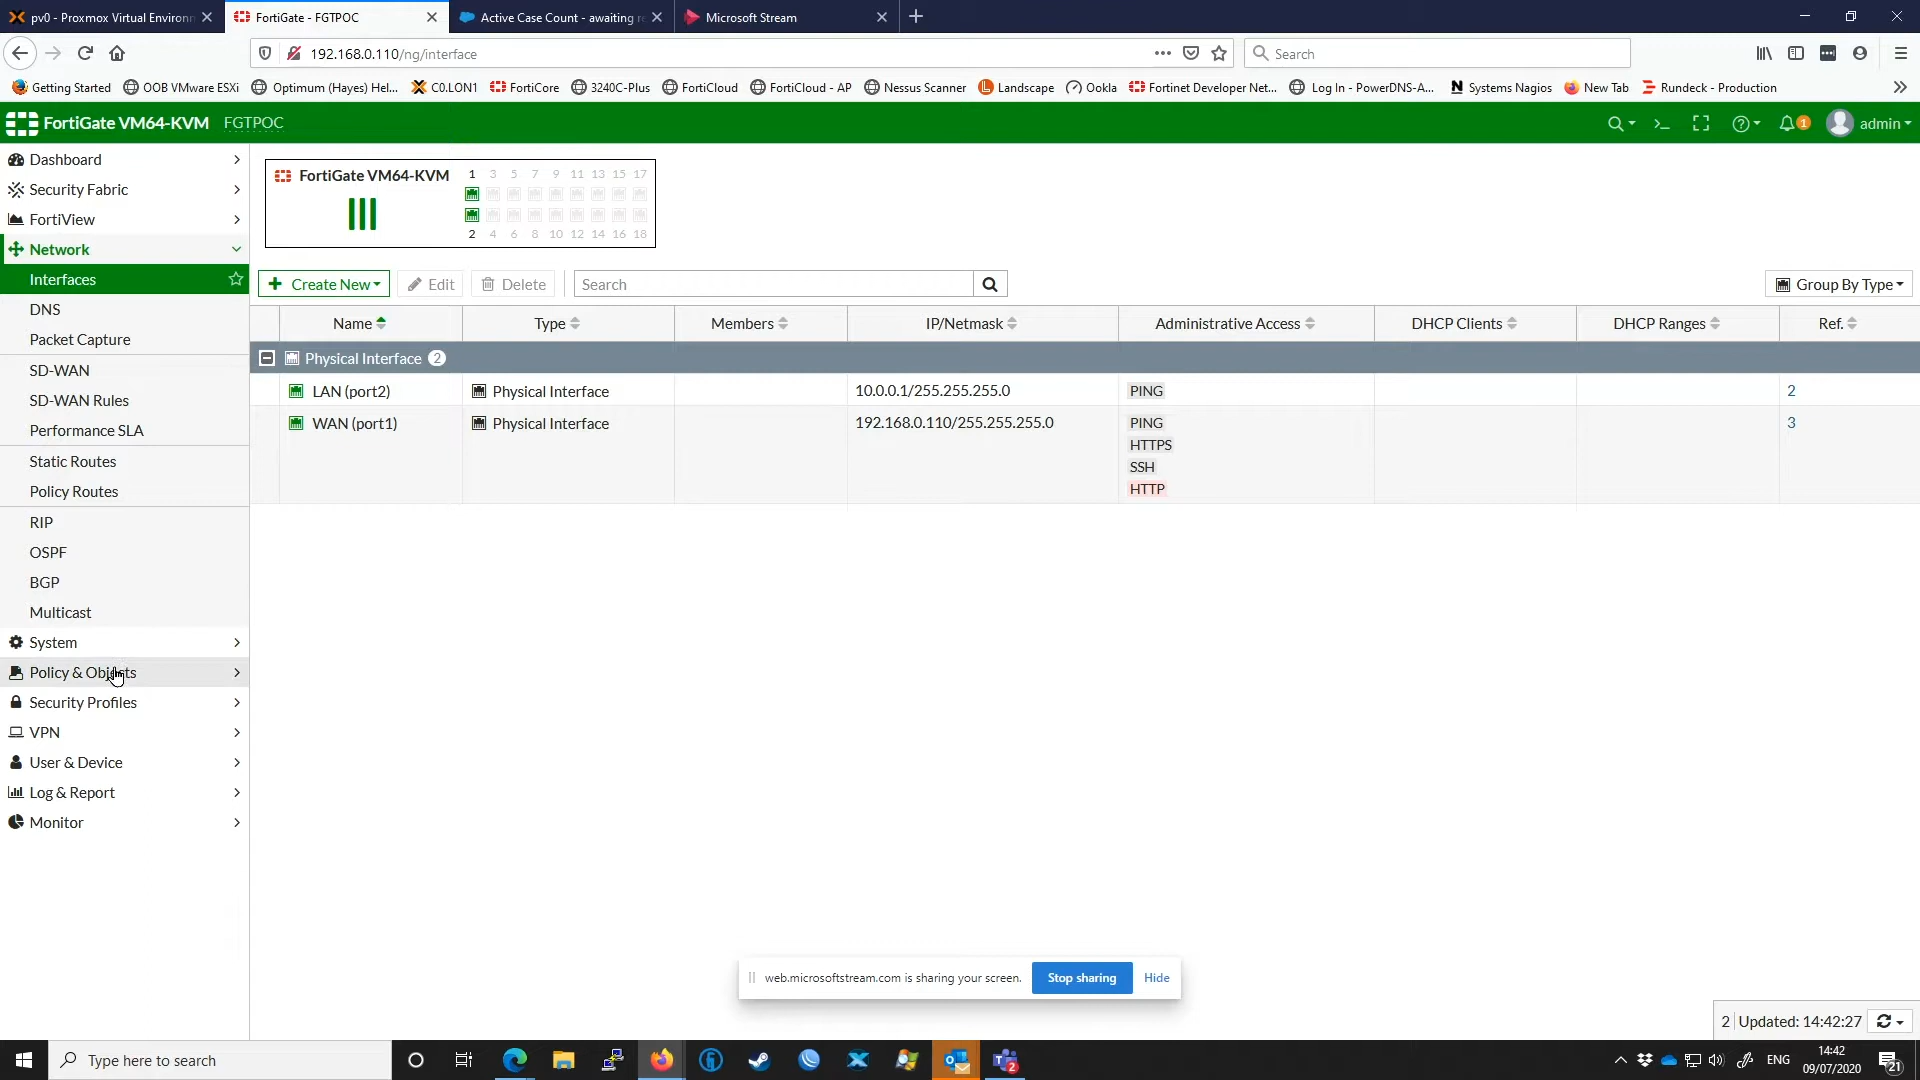 pv0 - Proxmox Virtual Environn
FortiGate - FGTPOC
Active Case Count - awaiting re
Microsoft Stream
192.168.0.110/ng/interface
Search
Getting Started
OOB VMware ESXi
Optimum (Hayes) Hel...
C0.LON1
FortiCore
3240C-Plus
FortiCloud
FortiCloud - AP
Nessus Scanner
Landscape
Ookla
Fortinet Developer Net...
Log In - PowerDNS-A...
Systems Nagios
New Tab
Rundeck - Production
FortiGate VM64-KVM FGTPOC
1
admin
Dashboard
Security Fabric
FortiView
Network
Interfaces
DNS
Packet Capture
SD-WAN
SD-WAN Rules
Performance SLA
Static Routes
Policy Routes
RIP
OSPF
BGP
Multicast
System
Policy & Objects
Security Profiles
VPN
User & Device
Log & Report
Monitor
FortiGate VM64-KVM
1 3 5 7 9 11 13 15 17
2 4 6 8 10 12 14 16 18
Create New
Edit
Delete
Search
Group By Type
Name Type Members IP/Netmask Administrative Access DHCP Clients DHCP Ranges Ref.
Physical Interface 2
LAN (port2) Physical Interface 10.0.0.1/255.255.255.0 PING 2
WAN (port1) Physical Interface 192.168.0.110/255.255.255.0 PING 3
HTTPS
SSH
HTTP
web.microsoftstream.com is sharing your screen. Stop sharing Hide
2 Updated: 14:42:27
Type here to search
2
ENG
14:42
09/07/2020
21